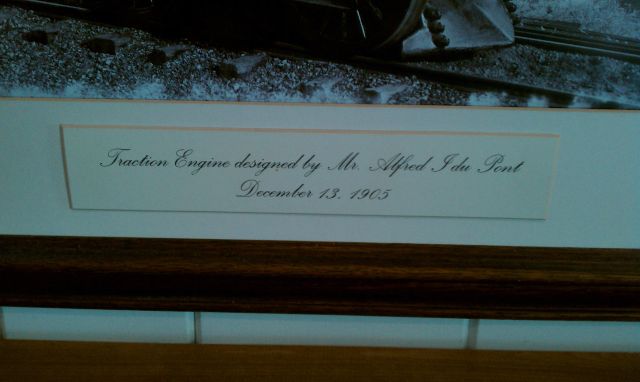 Traction Engine designed by Mr. Alfred I du Pont
December 13, 1905